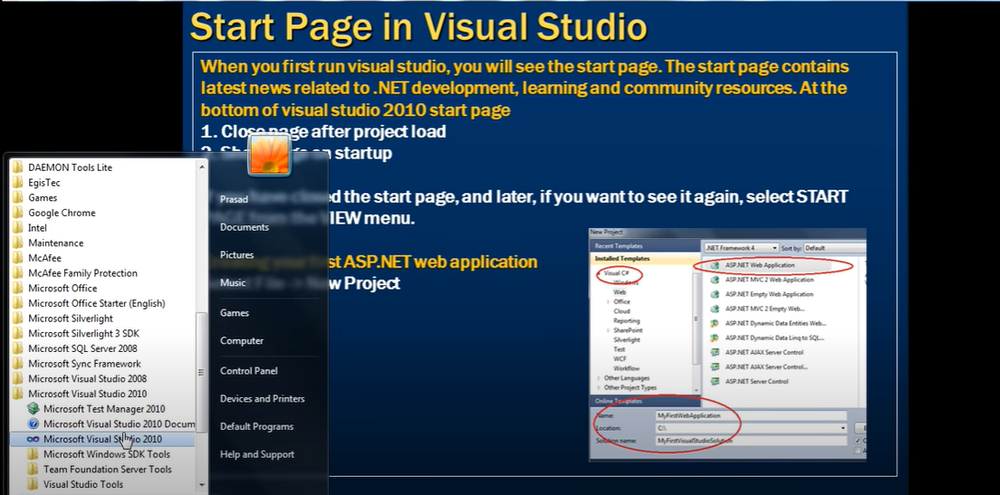 Start Page in Visual Studio
When you first run visual studio, you will see the start page. The start page contains
latest news related to .NET development, learning and community resources. At the
bottom of visual studio 2010 start page
1. Close page after project load
on startup
the start page, and later, if you want to see it again, select START
VIEW menu.
ASP.NET web application
New Project
DAEMON Tools Lite
EgisTec
Games
Google Chrome
Intel
Maintenance
McAfee
McAfee Family Protection
Microsoft Office
Microsoft Office Starter (English)
Microsoft Silverlight
Microsoft Silverlight 3 SDK
Microsoft SQL Server 2008
Microsoft Sync Framework
Microsoft Visual Studio 2008
Microsoft Visual Studio 2010
Microsoft Test Manager 2010
Microsoft Visual Studio 2010 Docum
Microsoft Visual Studio 2010
Microsoft Windows SDK Tools
Team Foundation Server Tools
Visual Studio Tools
Prasad
Documents
Pictures
Music
Games
Computer
Control Panel
Devices and Printers
Default Programs
Help and Support
New Project
Recent Templates
.NET Framework 4
Sort by: Default
Installed Templates
Visual C#
Windows
Web
Office
Cloud
Reporting
SharePoint
Silverlight
Test
WCF
Workflow
Other Languages
Other Project Types
Online Templates
ASP.NET Web Application
ASP.NET MVC 2 Web Application
ASP.NET Empty Web Application
ASP.NET MVC 2 Empty Web...
ASP.NET Dynamic Data Entities Web...
ASP.NET Dynamic Data Linq to SQL...
ASP.NET AJAX Server Control
ASP.NET AJAX Server Control...
ASP.NET Server Control
Name: MyFirstWebApplication
Location: C:\
Solution name: MyFirstVisualStudioSolution